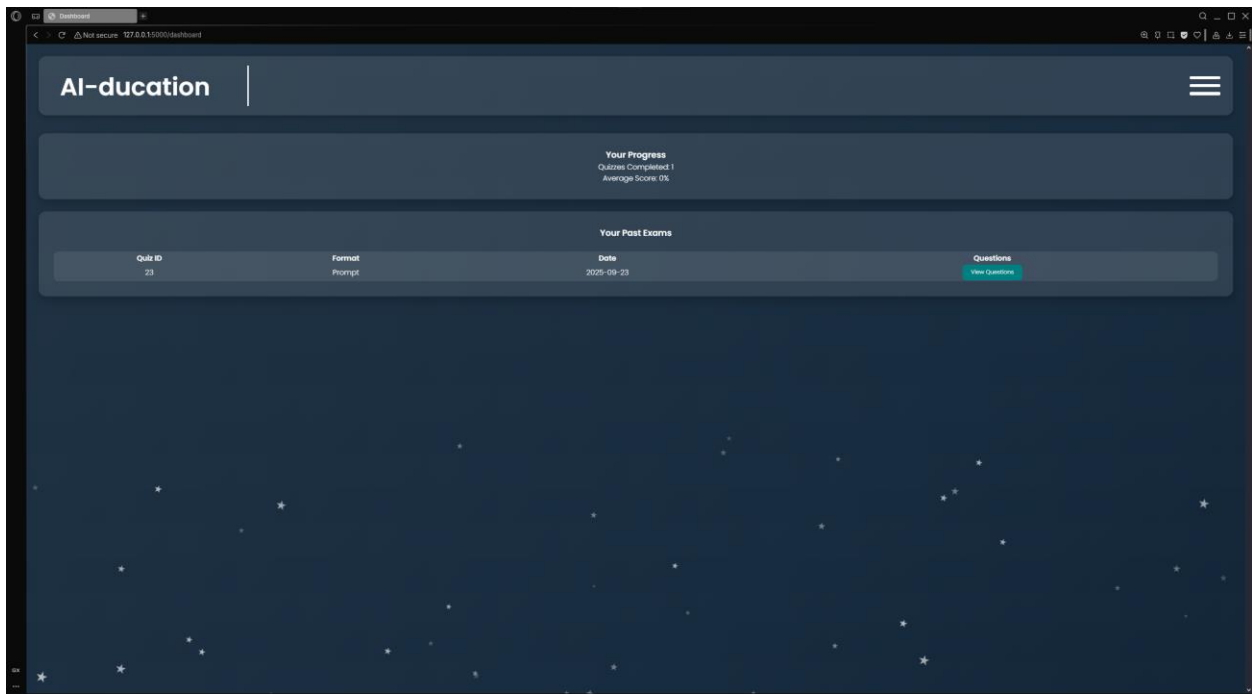 Dashboard
Not secure 127.0.0.1:5000/dashboard
AI-ducation
Your Progress
Quizzes Completed: 1
Average Score: 0%
Your Past Exams
Quiz ID Format Date Questions
23 Prompt 2025-09-23 View Questions